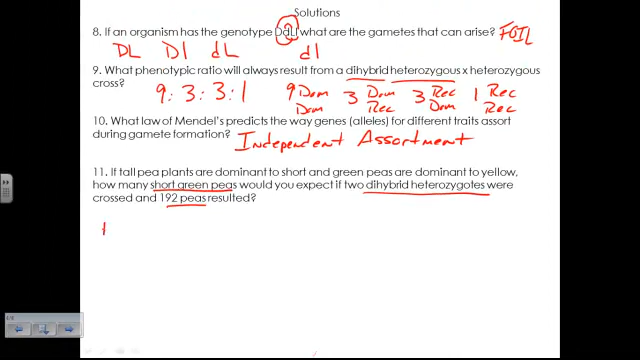 Solutions
8. If an organism has the genotype DdLl what are the gametes that can arise? FOIL
DL Dl dL dl
9. What phenotypic ratio will always result from a dihybrid heterozygous x heterozygous
cross?
9:3:3:1 9 Dom Dom 3 Dom Rec 3 Rec Dom 1 Rec Rec
10. What law of Mendel's predicts the way genes (alleles) for different traits assort
during gamete formation? Independent Assortment
11. If tall pea plants are dominant to short and green peas are dominant to yellow,
how many short green peas would you expect if two dihybrid heterozygotes were
crossed and 192 peas resulted?